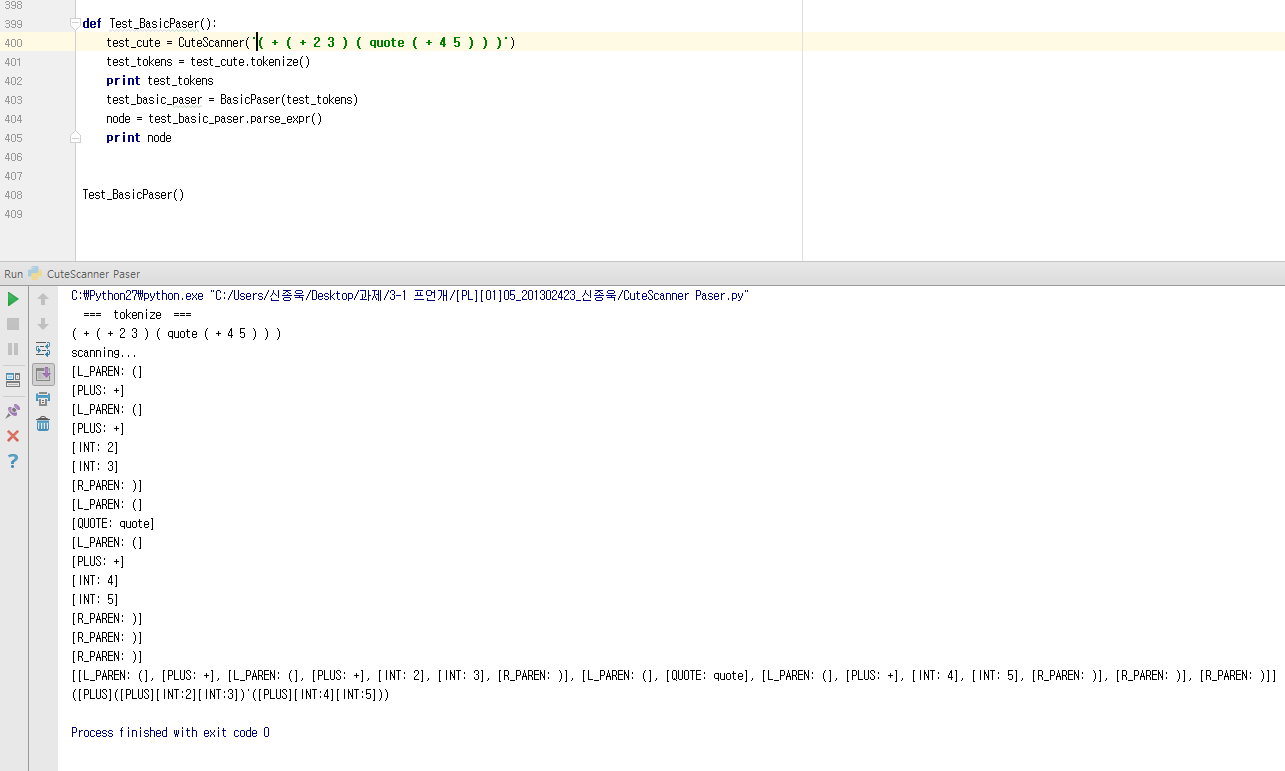 398
399 def Test_BasicPaser():
400 test_cute = CuteScanner('( + ( + 2 3 ) ( quote ( + 4 5 ) ) )')
401 test_tokens = test_cute.tokenize()
402 print test_tokens
403 test_basic_paser = BasicPaser(test_tokens)
404 node = test_basic_paser.parse_expr()
405 print node
406
407
408 Test_BasicPaser()
409
Run CuteScanner Paser
C:₩Python27₩python.exe "C:/Users/신종욱/Desktop/과제/3-1 프언개/[PL][01]05_201302423_신종욱/CuteScanner Paser.py"
=== tokenize ===
( + ( + 2 3 ) ( quote ( + 4 5 ) ) )
scanning...
[L_PAREN: (]
[PLUS: +]
[L_PAREN: (]
[PLUS: +]
[INT: 2]
[INT: 3]
[R_PAREN: )]
[L_PAREN: (]
[QUOTE: quote]
[L_PAREN: (]
[PLUS: +]
[INT: 4]
[INT: 5]
[R_PAREN: )]
[R_PAREN: )]
[R_PAREN: )]
[[L_PAREN: (], [PLUS: +], [L_PAREN: (], [PLUS: +], [INT: 2], [INT: 3], [R_PAREN: )], [L_PAREN: (], [QUOTE: quote], [L_PAREN: (], [PLUS: +], [INT: 4], [INT: 5], [R_PAREN: )], [R_PAREN: )], [R_PAREN: )]]
([PLUS]([PLUS][INT:2][INT:3])'([PLUS][INT:4][INT:5]))
Process finished with exit code 0